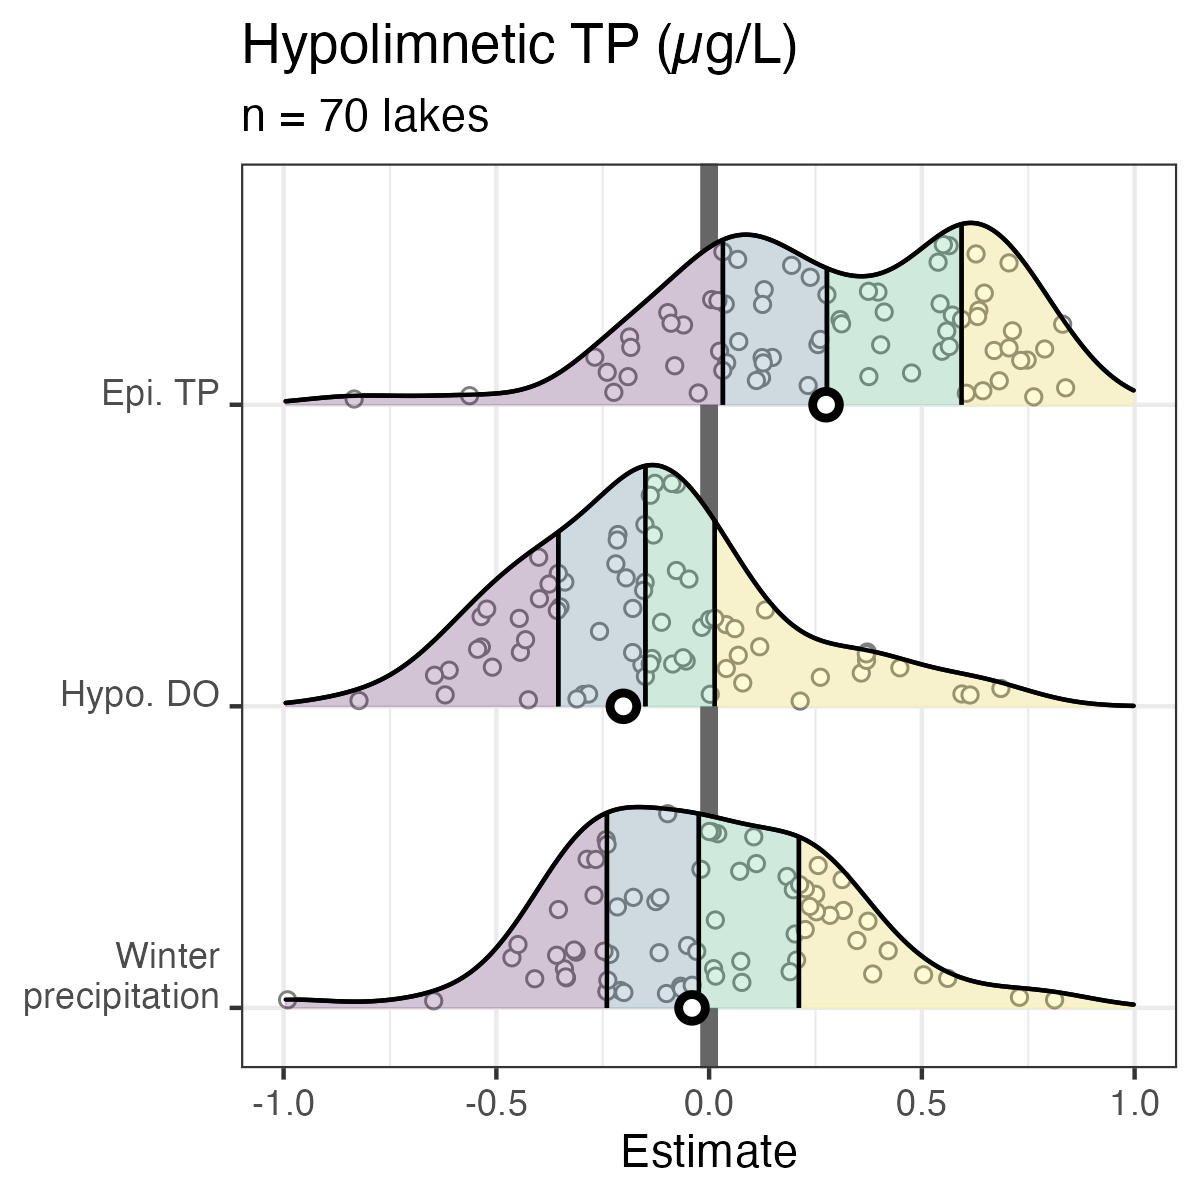 Hypolimnetic TP (µg/L)
n = 70 lakes
Epi. TP
Hypo. DO
Winter
precipitation
-1.0 -0.5 0.0 0.5 1.0
Estimate